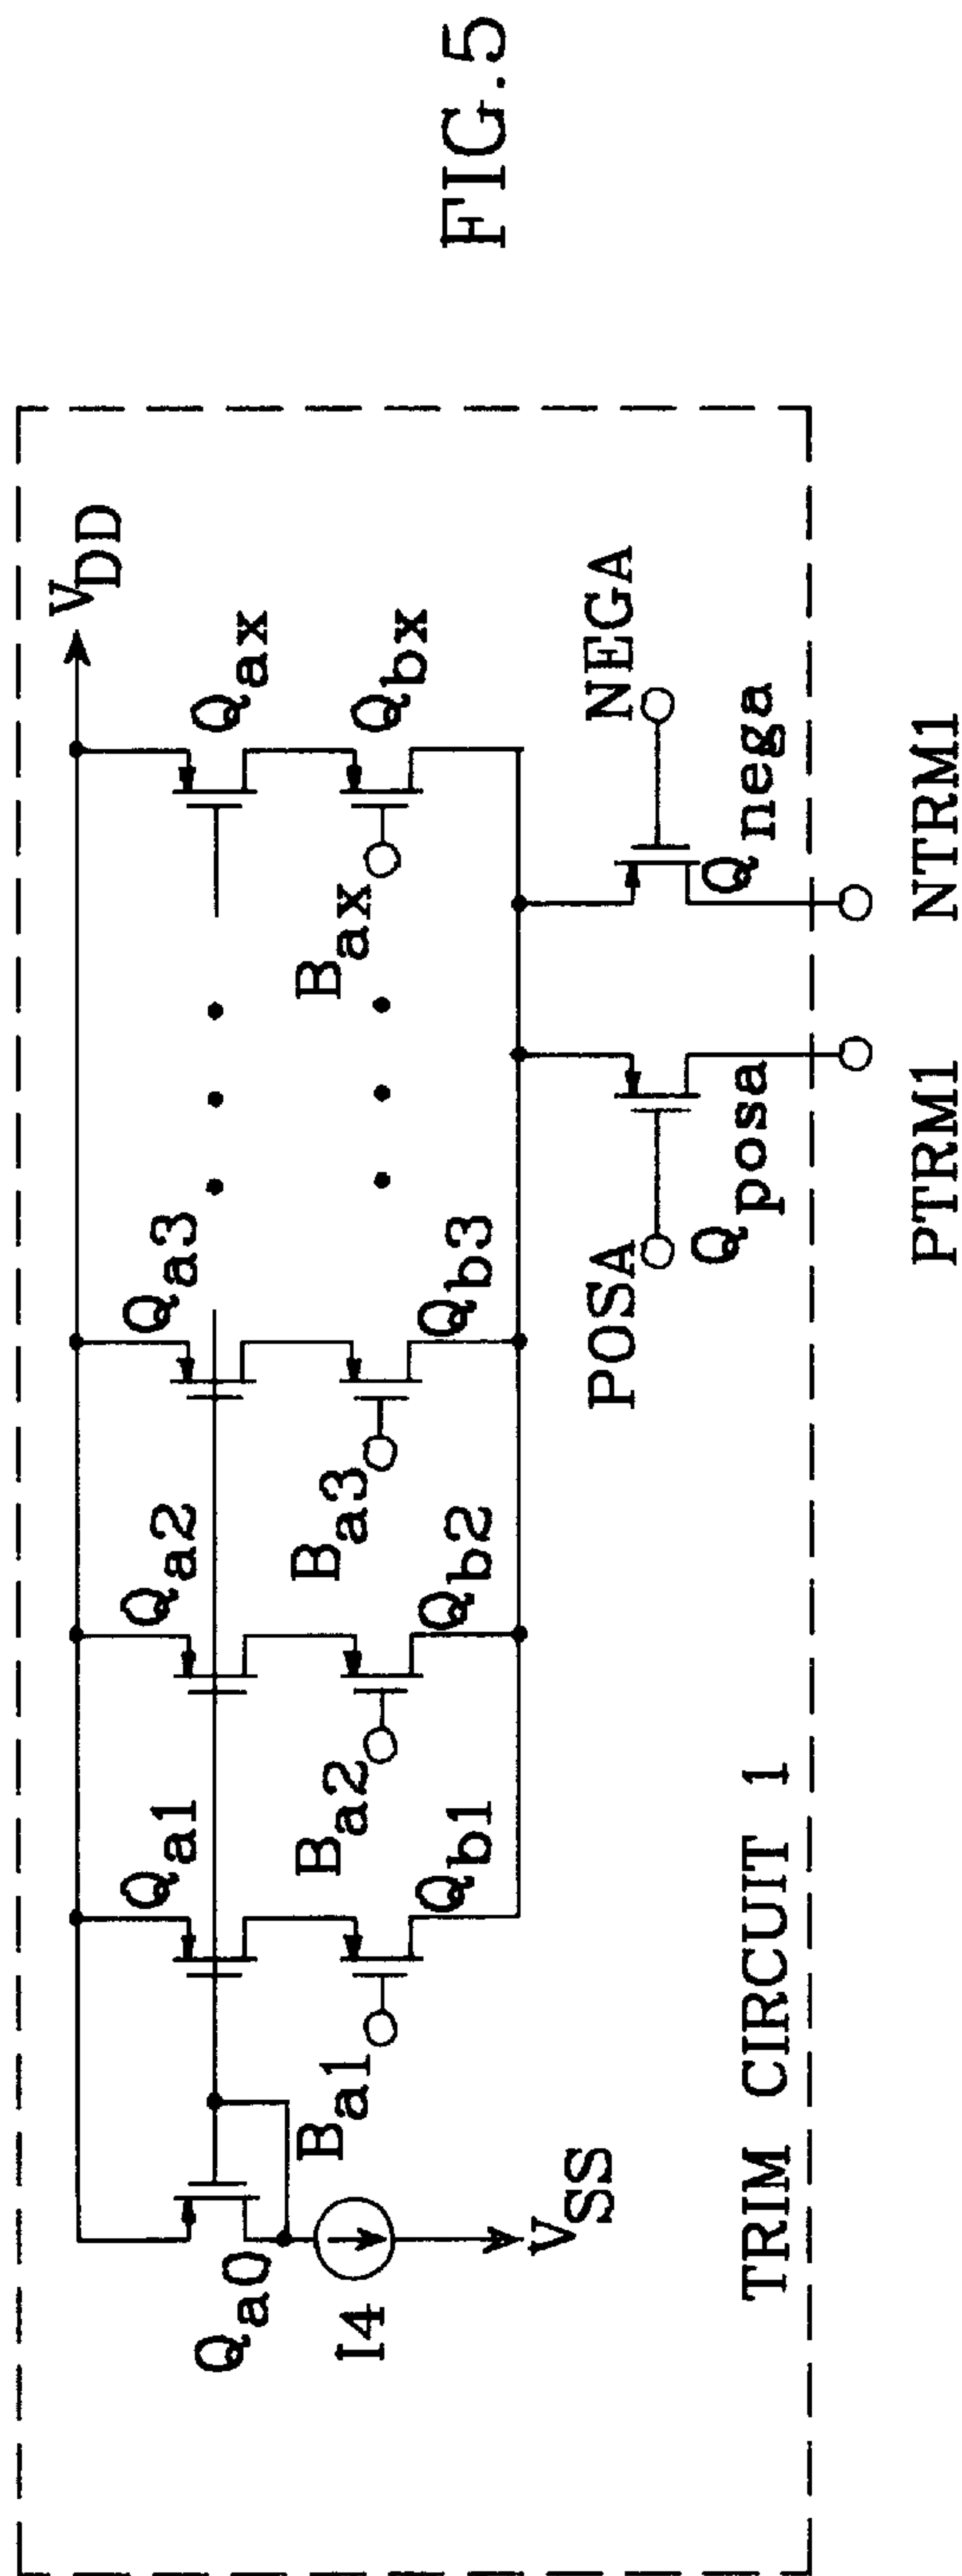 V_DD
Q_a0
Q_a1
Q_a2
Q_a3
Q_ax
I4
V_SS
B_a1
Q_b1
B_a2
Q_b2
B_a3
Q_b3
B_ax
Q_bx
POSA
Q_posa
NEGA
Q_nega
TRIM CIRCUIT 1
PTRM1
NTRM1
FIG.5